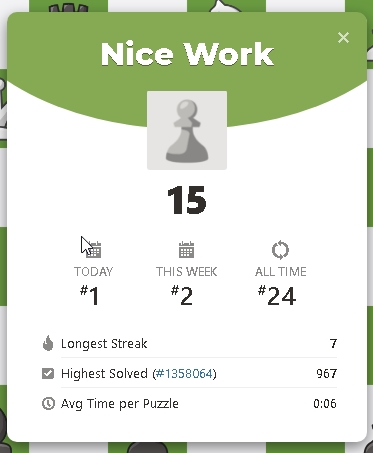 Nice Work
×
15
TODAY THIS WEEK ALL TIME
#1 #2 #24
Longest Streak 7
Highest Solved (#1358064) 967
Avg Time per Puzzle 0:06